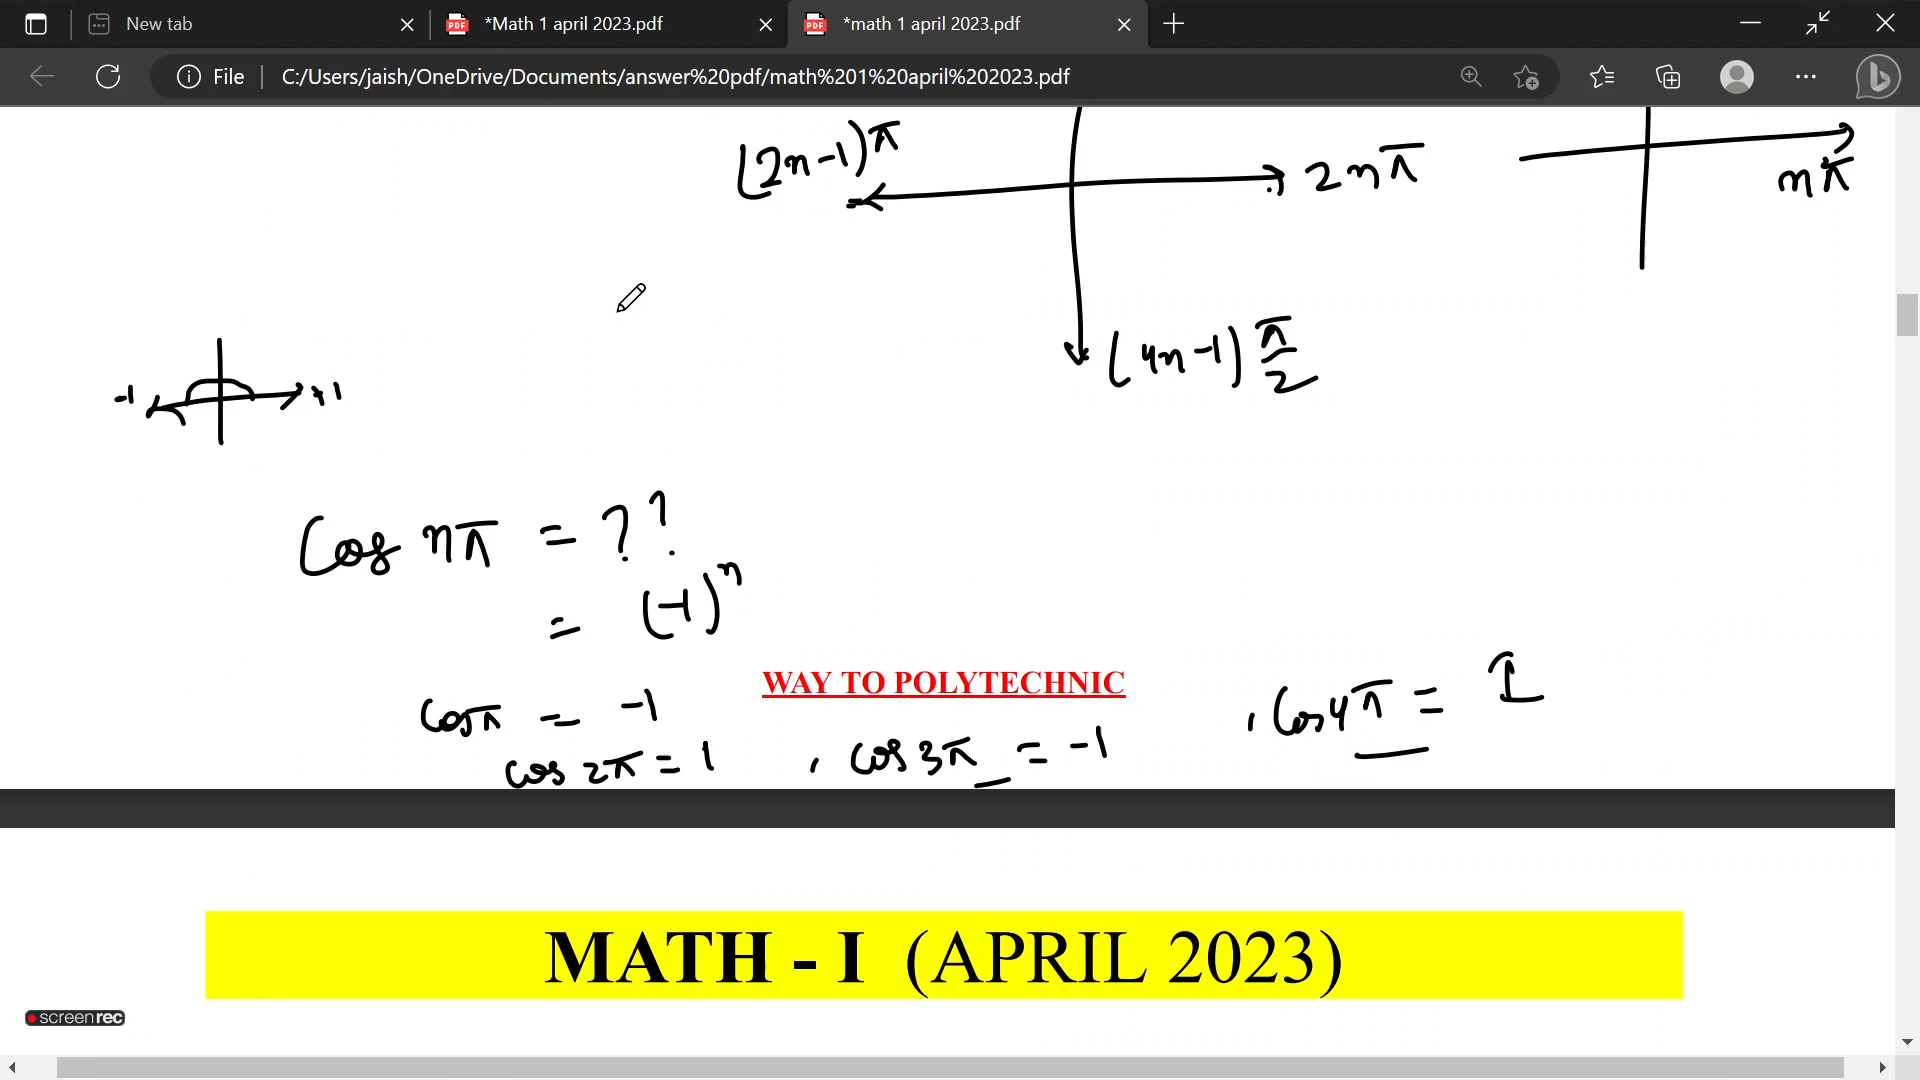 New tab
*Math 1 april 2023.pdf
*math 1 april 2023.pdf
File
C:/Users/jaish/OneDrive/Documents/answer%20pdf/math%201%20april%202023.pdf
(2n-1)π
2nπ
nπ
(4n-1)π/2
-1
+1
Cos nπ = ??
= (-1)^n
WAY TO POLYTECHNIC
cosπ = -1
, Cos4π = 1
cos 2π = 1
, cos 3π = -1
MATH - I (APRIL 2023)
screenrec